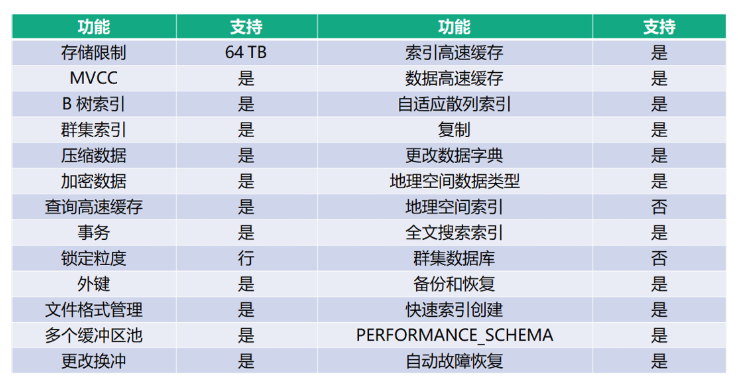 功能 支持 功能 支持
存储限制 64 TB 索引高速缓存 是
MVCC 是 数据高速缓存 是
B 树索引 是 自适应散列索引 是
群集索引 是 复制 是
压缩数据 是 更改数据字典 是
加密数据 是 地理空间数据类型 是
查询高速缓存 是 地理空间索引 否
事务 是 全文搜索索引 是
锁定粒度 行 群集数据库 否
外键 是 备份和恢复 是
文件格式管理 是 快速索引创建 是
多个缓冲区池 是 PERFORMANCE_SCHEMA 是
更改换冲 是 自动故障恢复 是